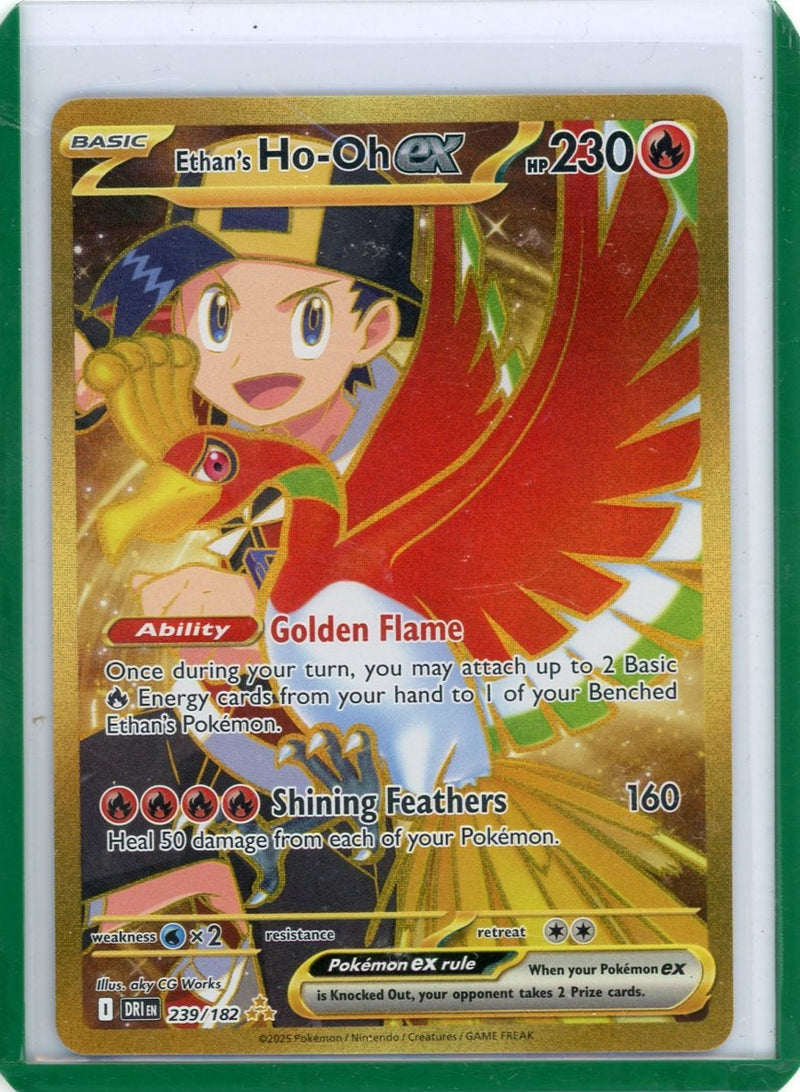 BASIC
Ethan's Ho-Oh ex HP 230
Ability Golden Flame
Once during your turn, you may attach up to 2 Basic
Energy cards from your hand to 1 of your Benched
Ethan's Pokémon.
Shining Feathers 160
Heal 50 damage from each of your Pokémon.
weakness ×2 resistance retreat
Pokémon ex rule When your Pokémon ex
is Knocked Out, your opponent takes 2 Prize cards.
Illus. aky CG Works
I DRI EN 239/182
©2025 Pokémon / Nintendo / Creatures / GAME FREAK